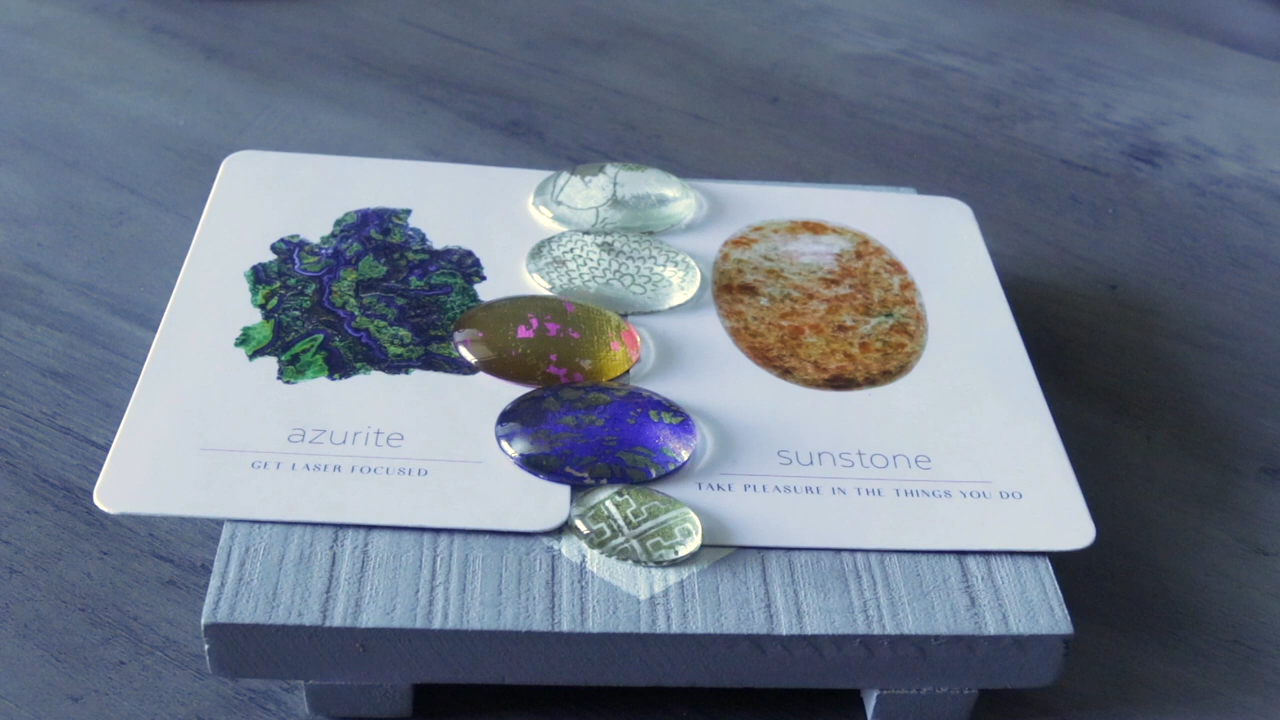 azurite
GET LASER FOCUSED
sunstone
TAKE PLEASURE IN THE THINGS YOU DO